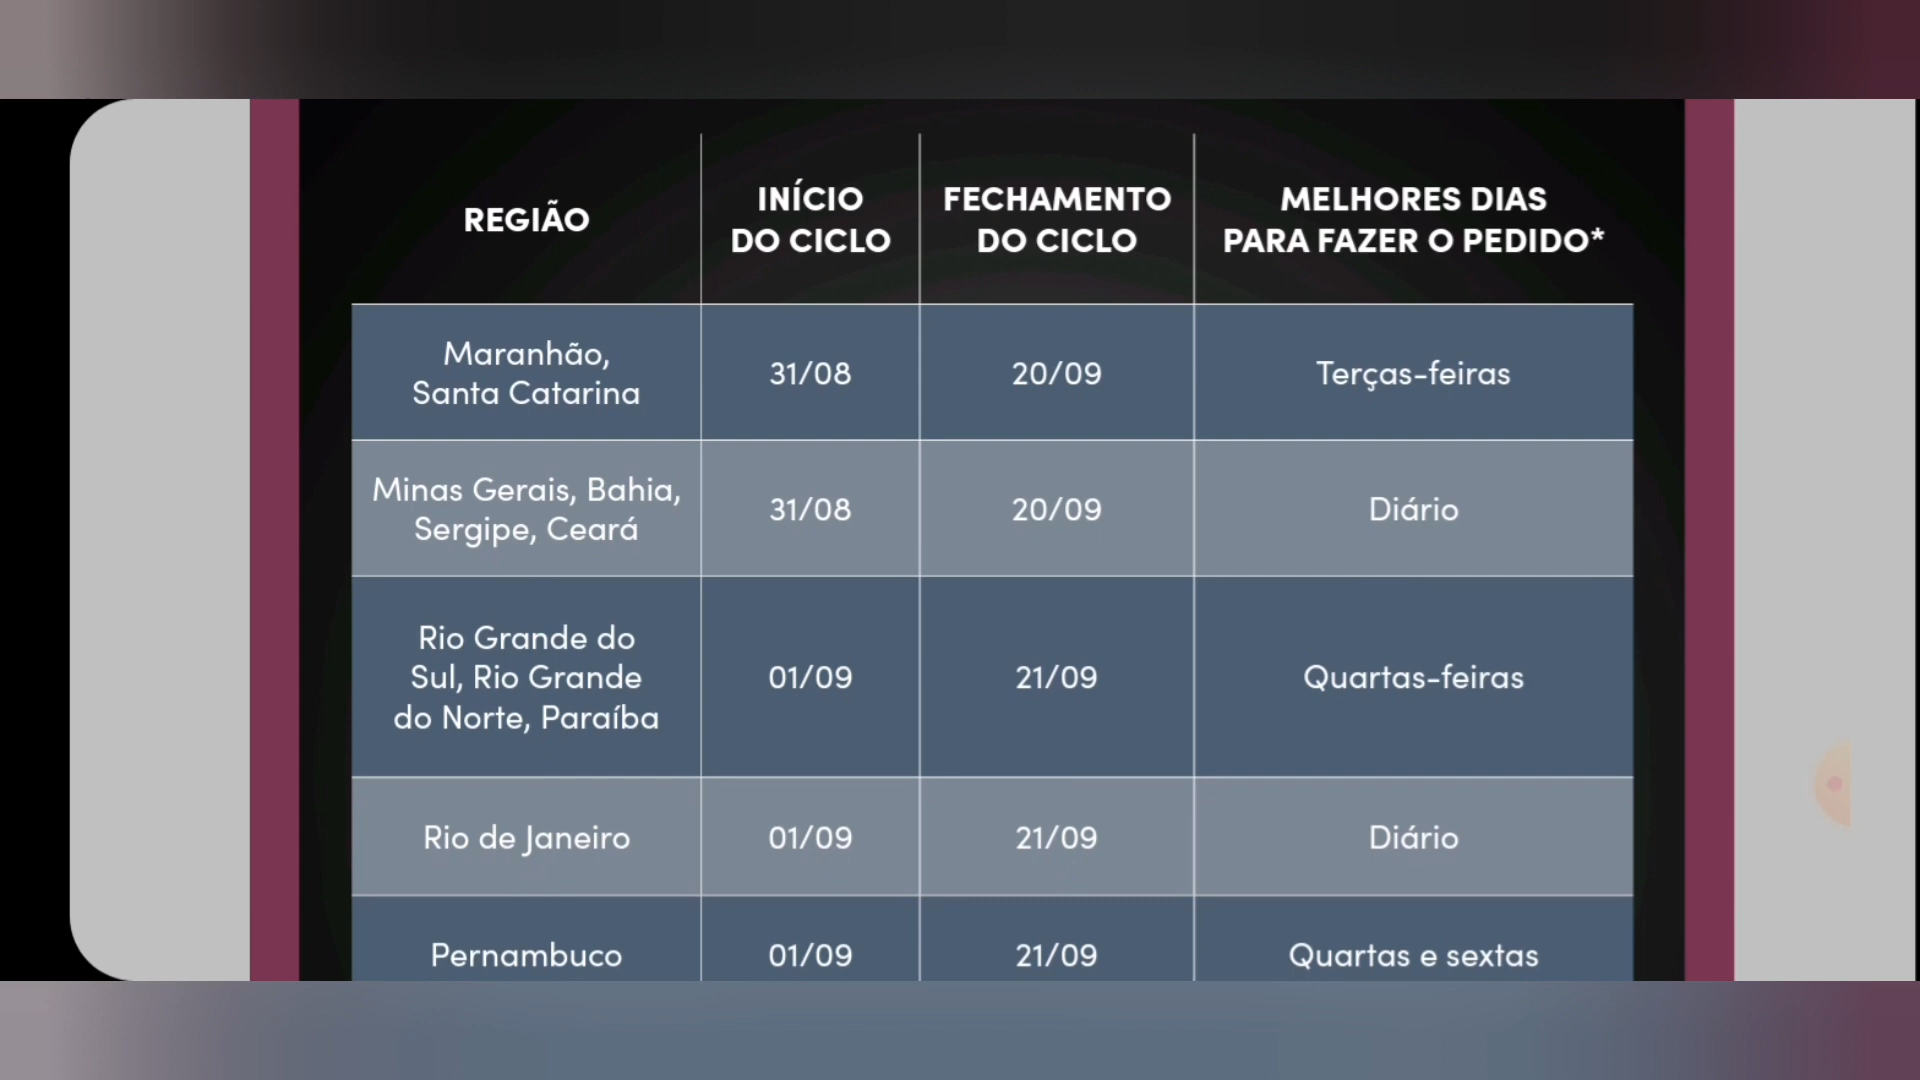 REGIÃO
INÍCIO
DO CICLO
FECHAMENTO
DO CICLO
MELHORES DIAS
PARA FAZER O PEDIDO*
Maranhão,
Santa Catarina
31/08
20/09
Terças-feiras
Minas Gerais, Bahia,
Sergipe, Ceará
31/08
20/09
Diário
Rio Grande do
Sul, Rio Grande
do Norte, Paraíba
01/09
21/09
Quartas-feiras
Rio de Janeiro
01/09
21/09
Diário
Pernambuco
01/09
21/09
Quartas e sextas